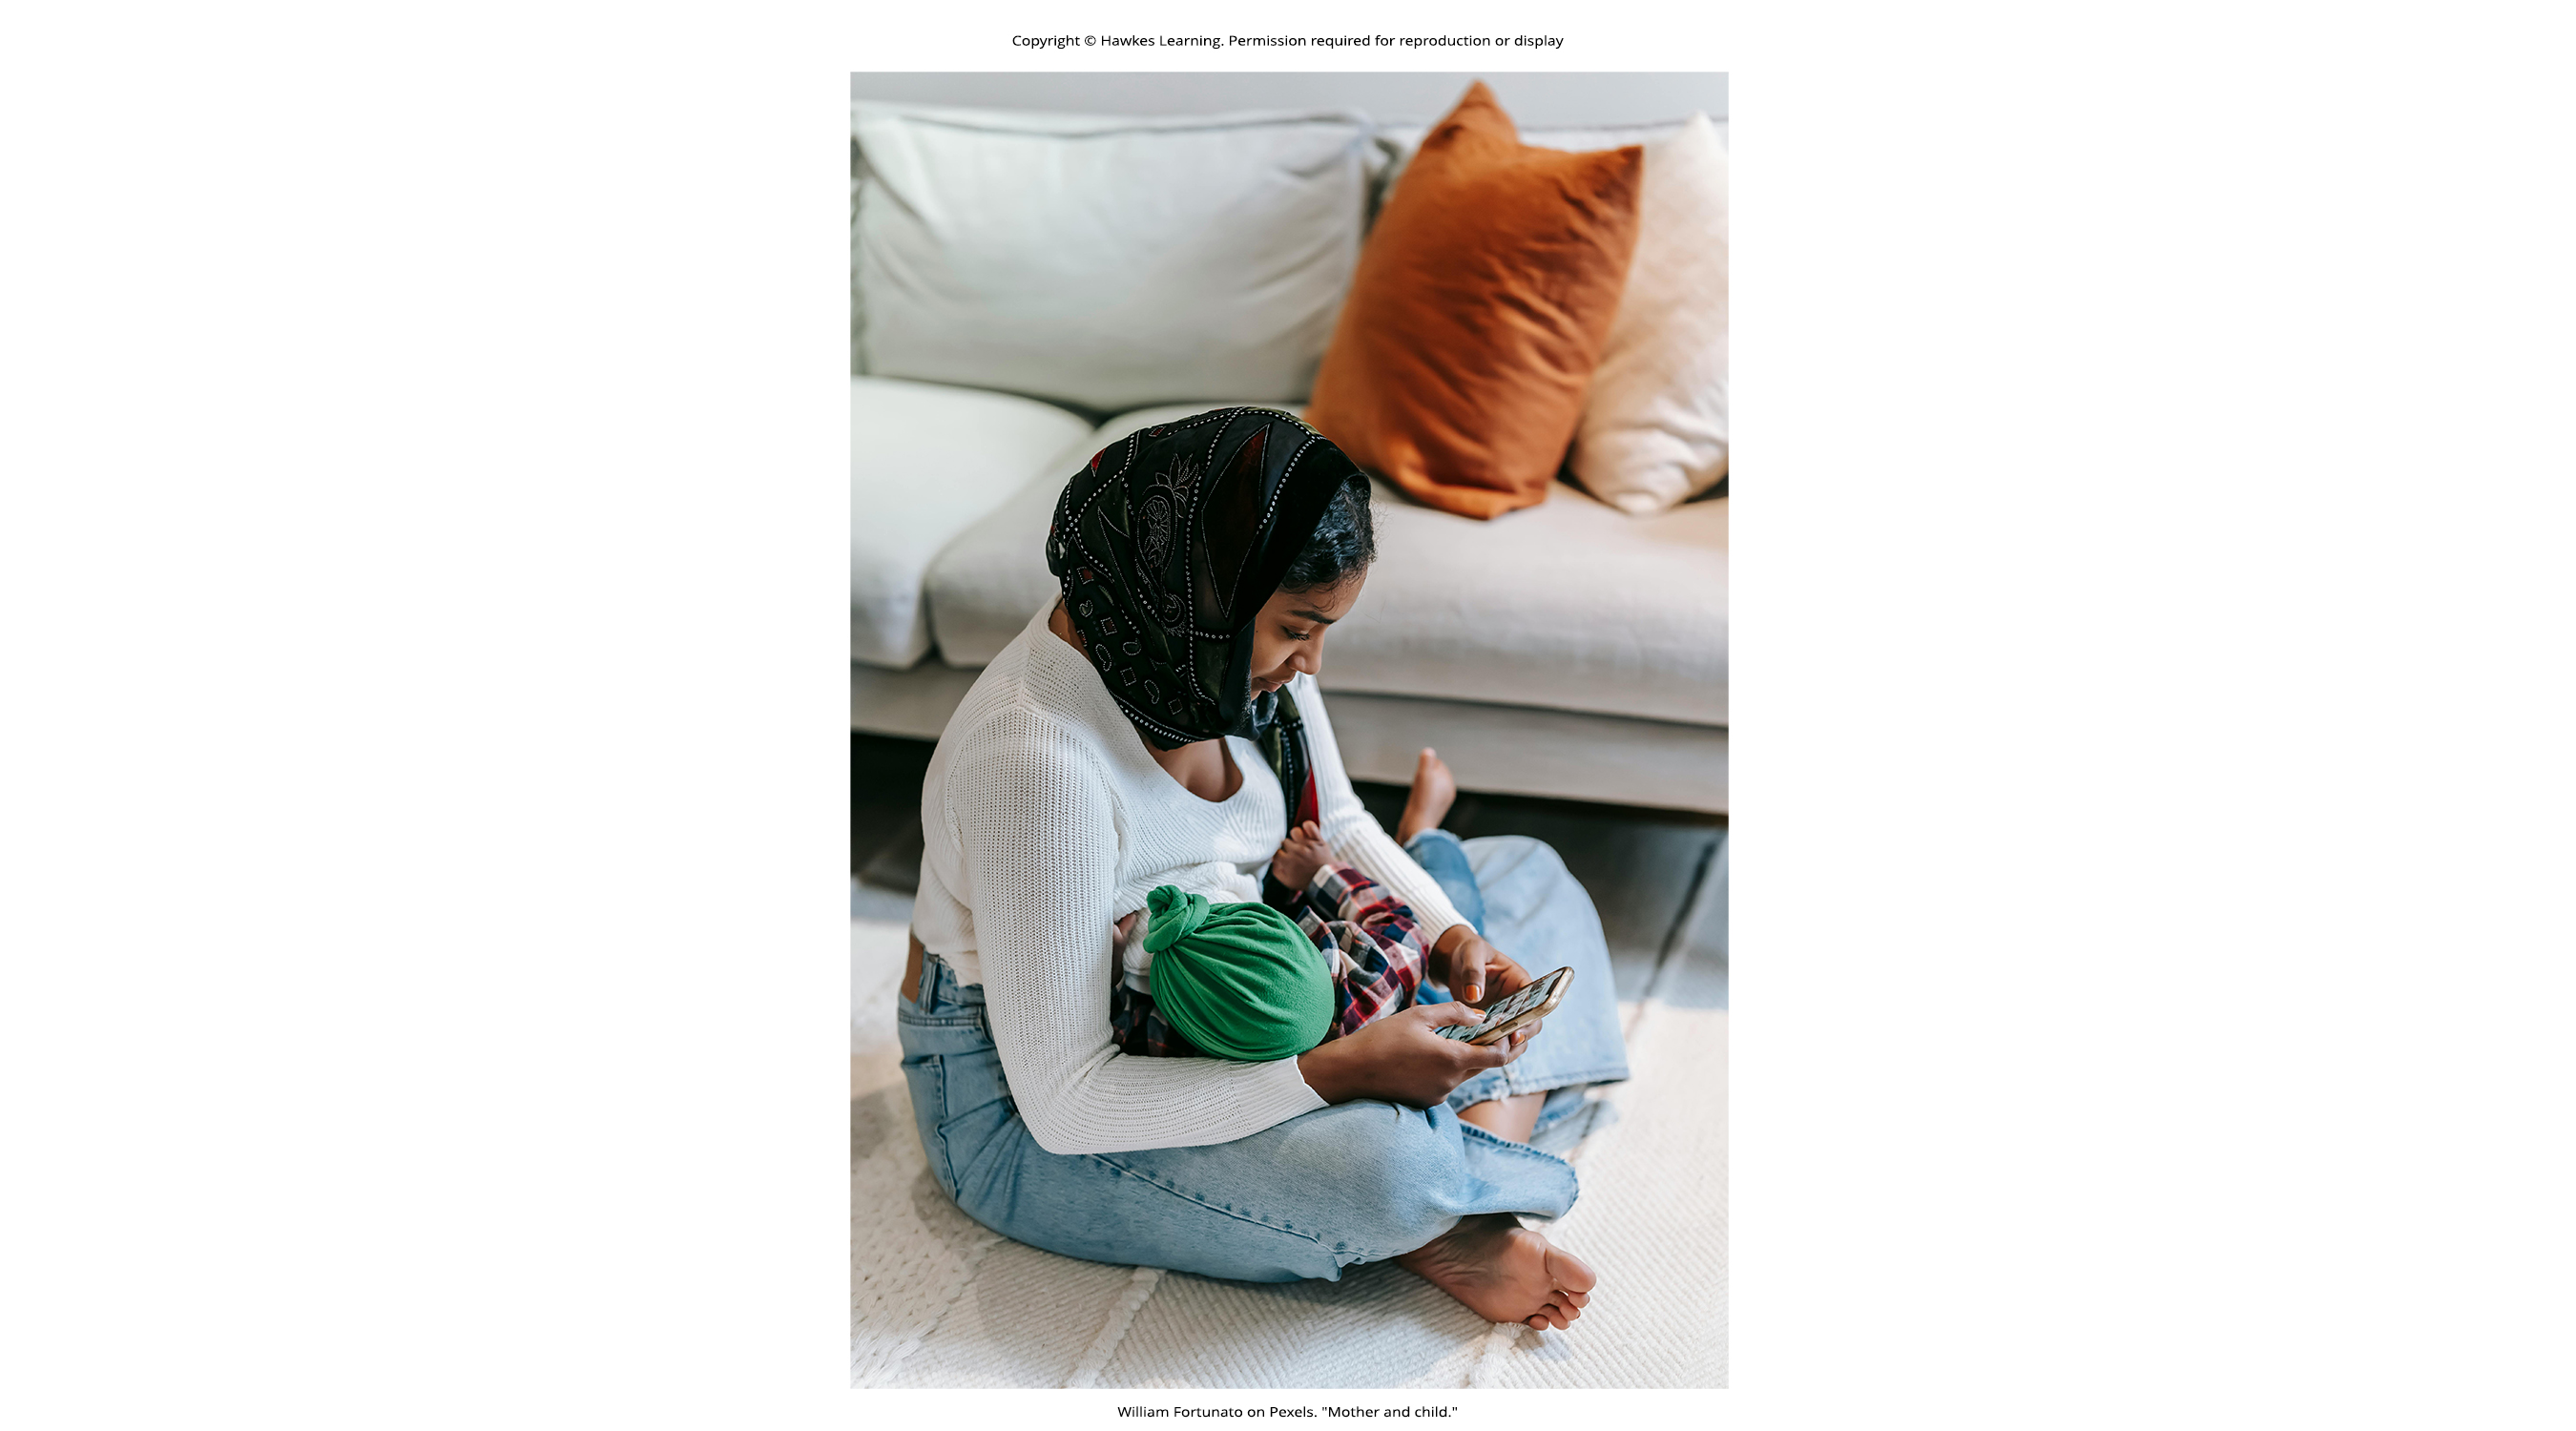 Copyright © Hawkes Learning. Permission required for reproduction or display
William Fortunato on Pexels. "Mother and child."